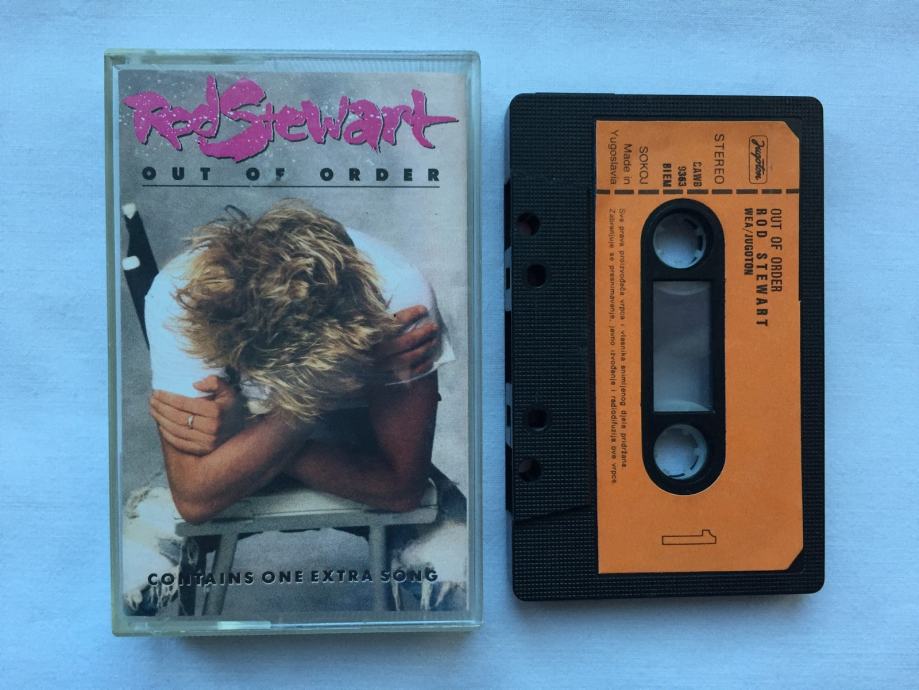 Rod Stewart
OUT OF ORDER
CONTAINS ONE EXTRA SONG
Jugoton
STEREO
CAWB
9363
BIEM
SOKOJ
Made in
Yugoslavia
OUT OF ORDER
ROD STEWART
WEA/JUGOTON
Sva prava proizvođača vrpca i vlasnika snimljenog djela pridržana.
Zabranjuje se presnimavanje, javno izvođenje i radiodifuzija ove vrpce.
1